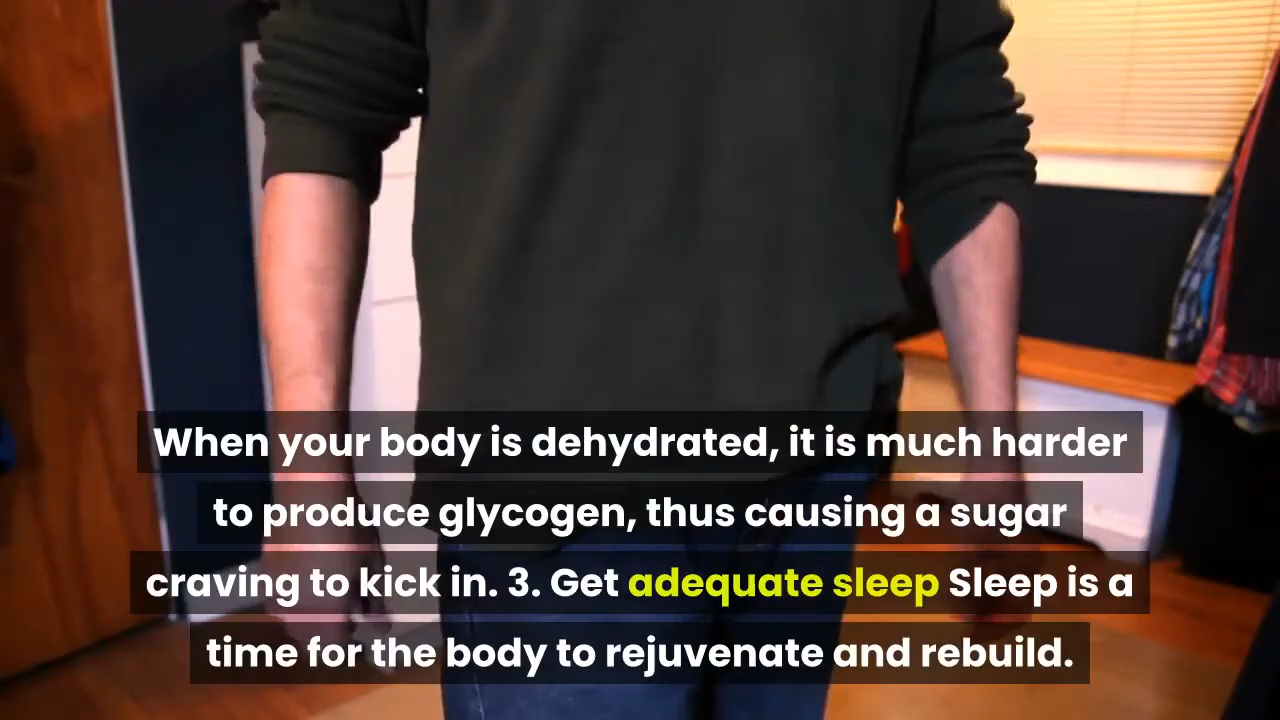 When your body is dehydrated, it is much harder
to produce glycogen, thus causing a sugar
craving to kick in. 3. Get adequate sleep Sleep is a
time for the body to rejuvenate and rebuild.